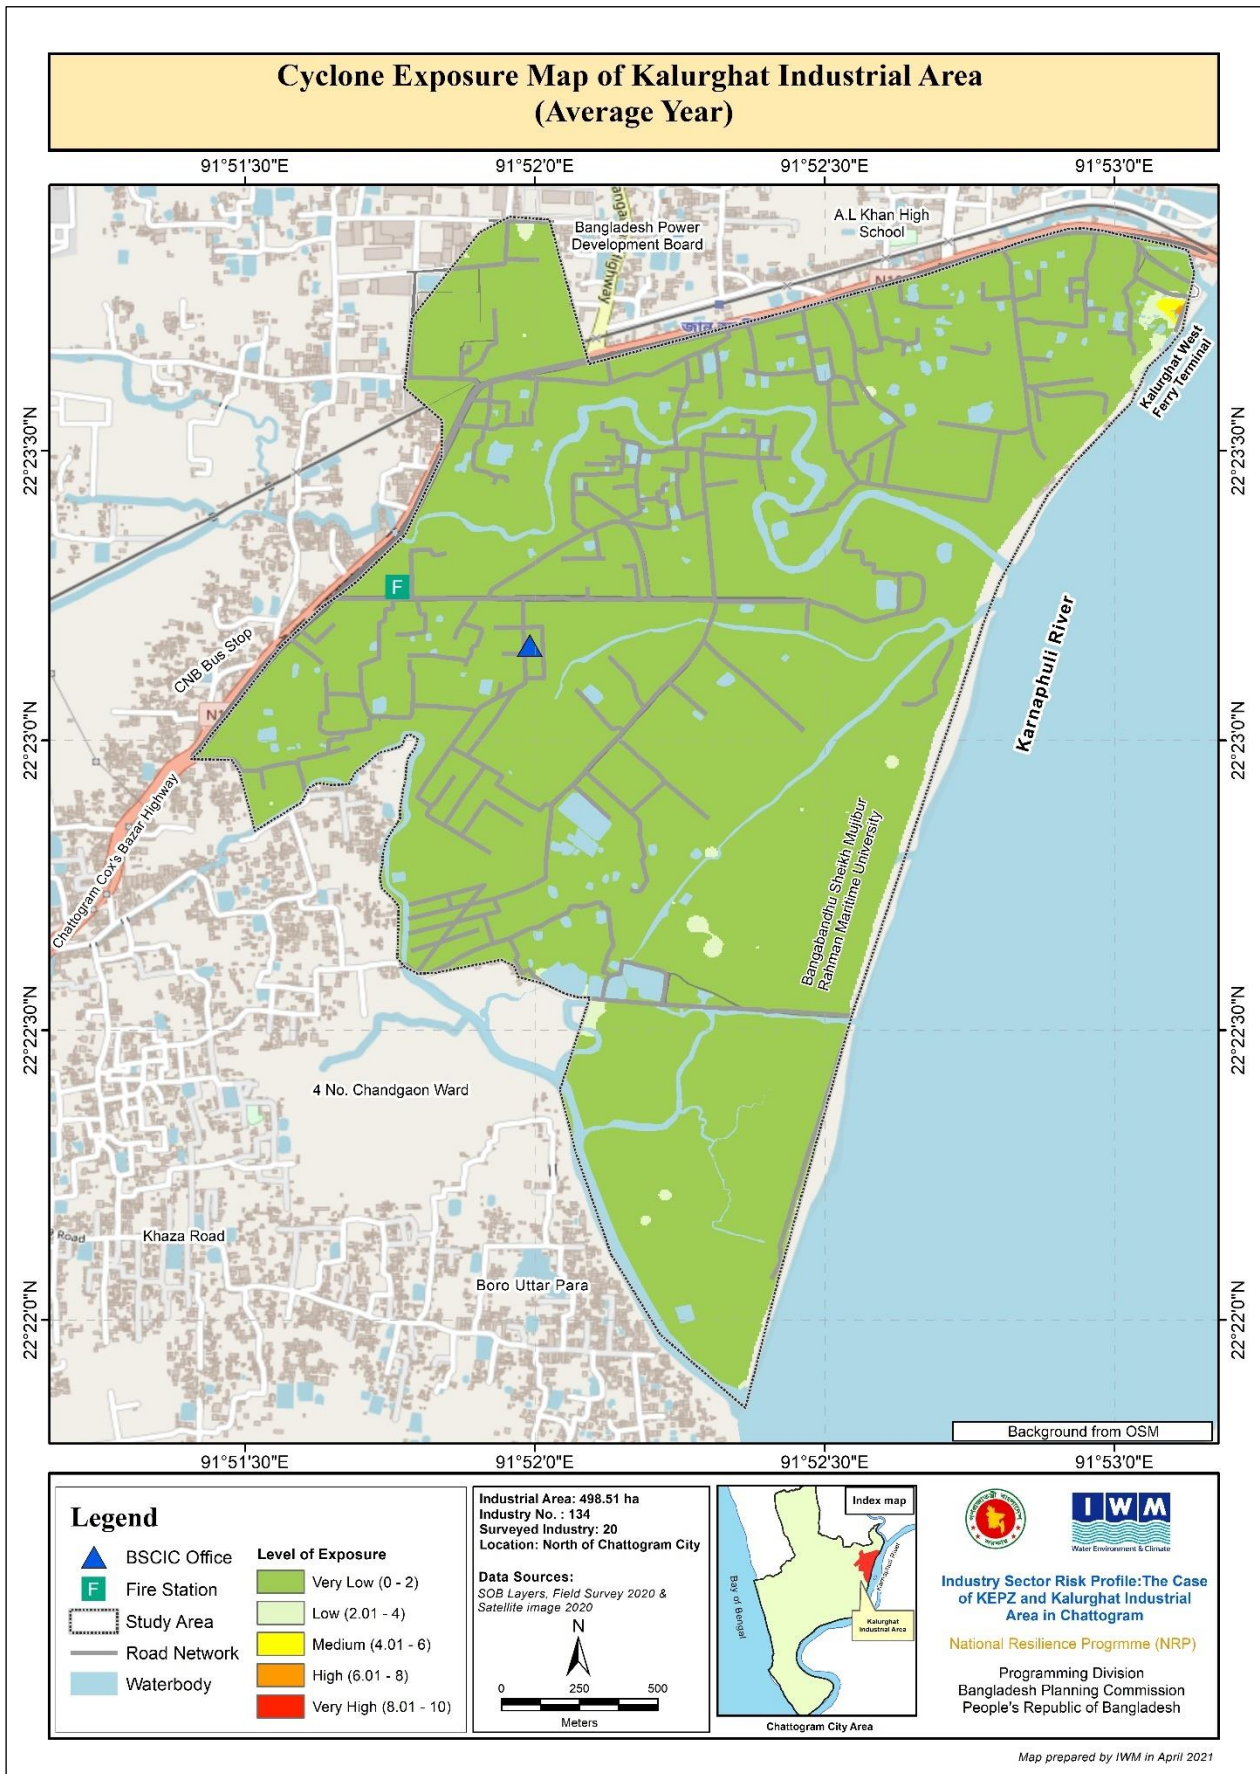 Cyclone Exposure Map of Kalurghat Industrial Area
(Average Year)
91°51'30"E
91°52'0"E
91°52'30"E
91°53'0"E
Bangladesh Power
Development Board
A.L Khan High
School
Highway
Kalurghat West
Ferry Terminal
22°23'30"N
22°23'30"N
F
CNB Bus Stop
Karnaphuli River
22°23'0"N
22°23'0"N
Chattogram Cox's Bazar Highway
Bangabandhu Sheikh Mujibur
Rahman Maritime University
22°22'30"N
22°22'30"N
4 No. Chandgaon Ward
Road
Khaza Road
Boro Uttar Para
22°22'0"N
22°22'0"N
Background from OSM
91°51'30"E
91°52'0"E
91°52'30"E
91°53'0"E
Legend
BSCIC Office
F Fire Station
Study Area
Road Network
Waterbody
Level of Exposure
Very Low (0 - 2)
Low (2.01 - 4)
Medium (4.01 - 6)
High (6.01 - 8)
Very High (8.01 - 10)
Industrial Area: 498.51 ha
Industry No. : 134
Surveyed Industry: 20
Location: North of Chattogram City
Data Sources:
SOB Layers, Field Survey 2020 &
Satellite image 2020
N
0 250 500
Meters
Index map
Bay of Bengal
Karnaphuli River
Kalurghat
Industrial Area
Chattogram City Area
IWM
Water Environment & Climate
Industry Sector Risk Profile:The Case
of KEPZ and Kalurghat Industrial
Area in Chattogram
National Resilience Progrmme (NRP)
Programming Division
Bangladesh Planning Commission
People's Republic of Bangladesh
Map prepared by IWM in April 2021